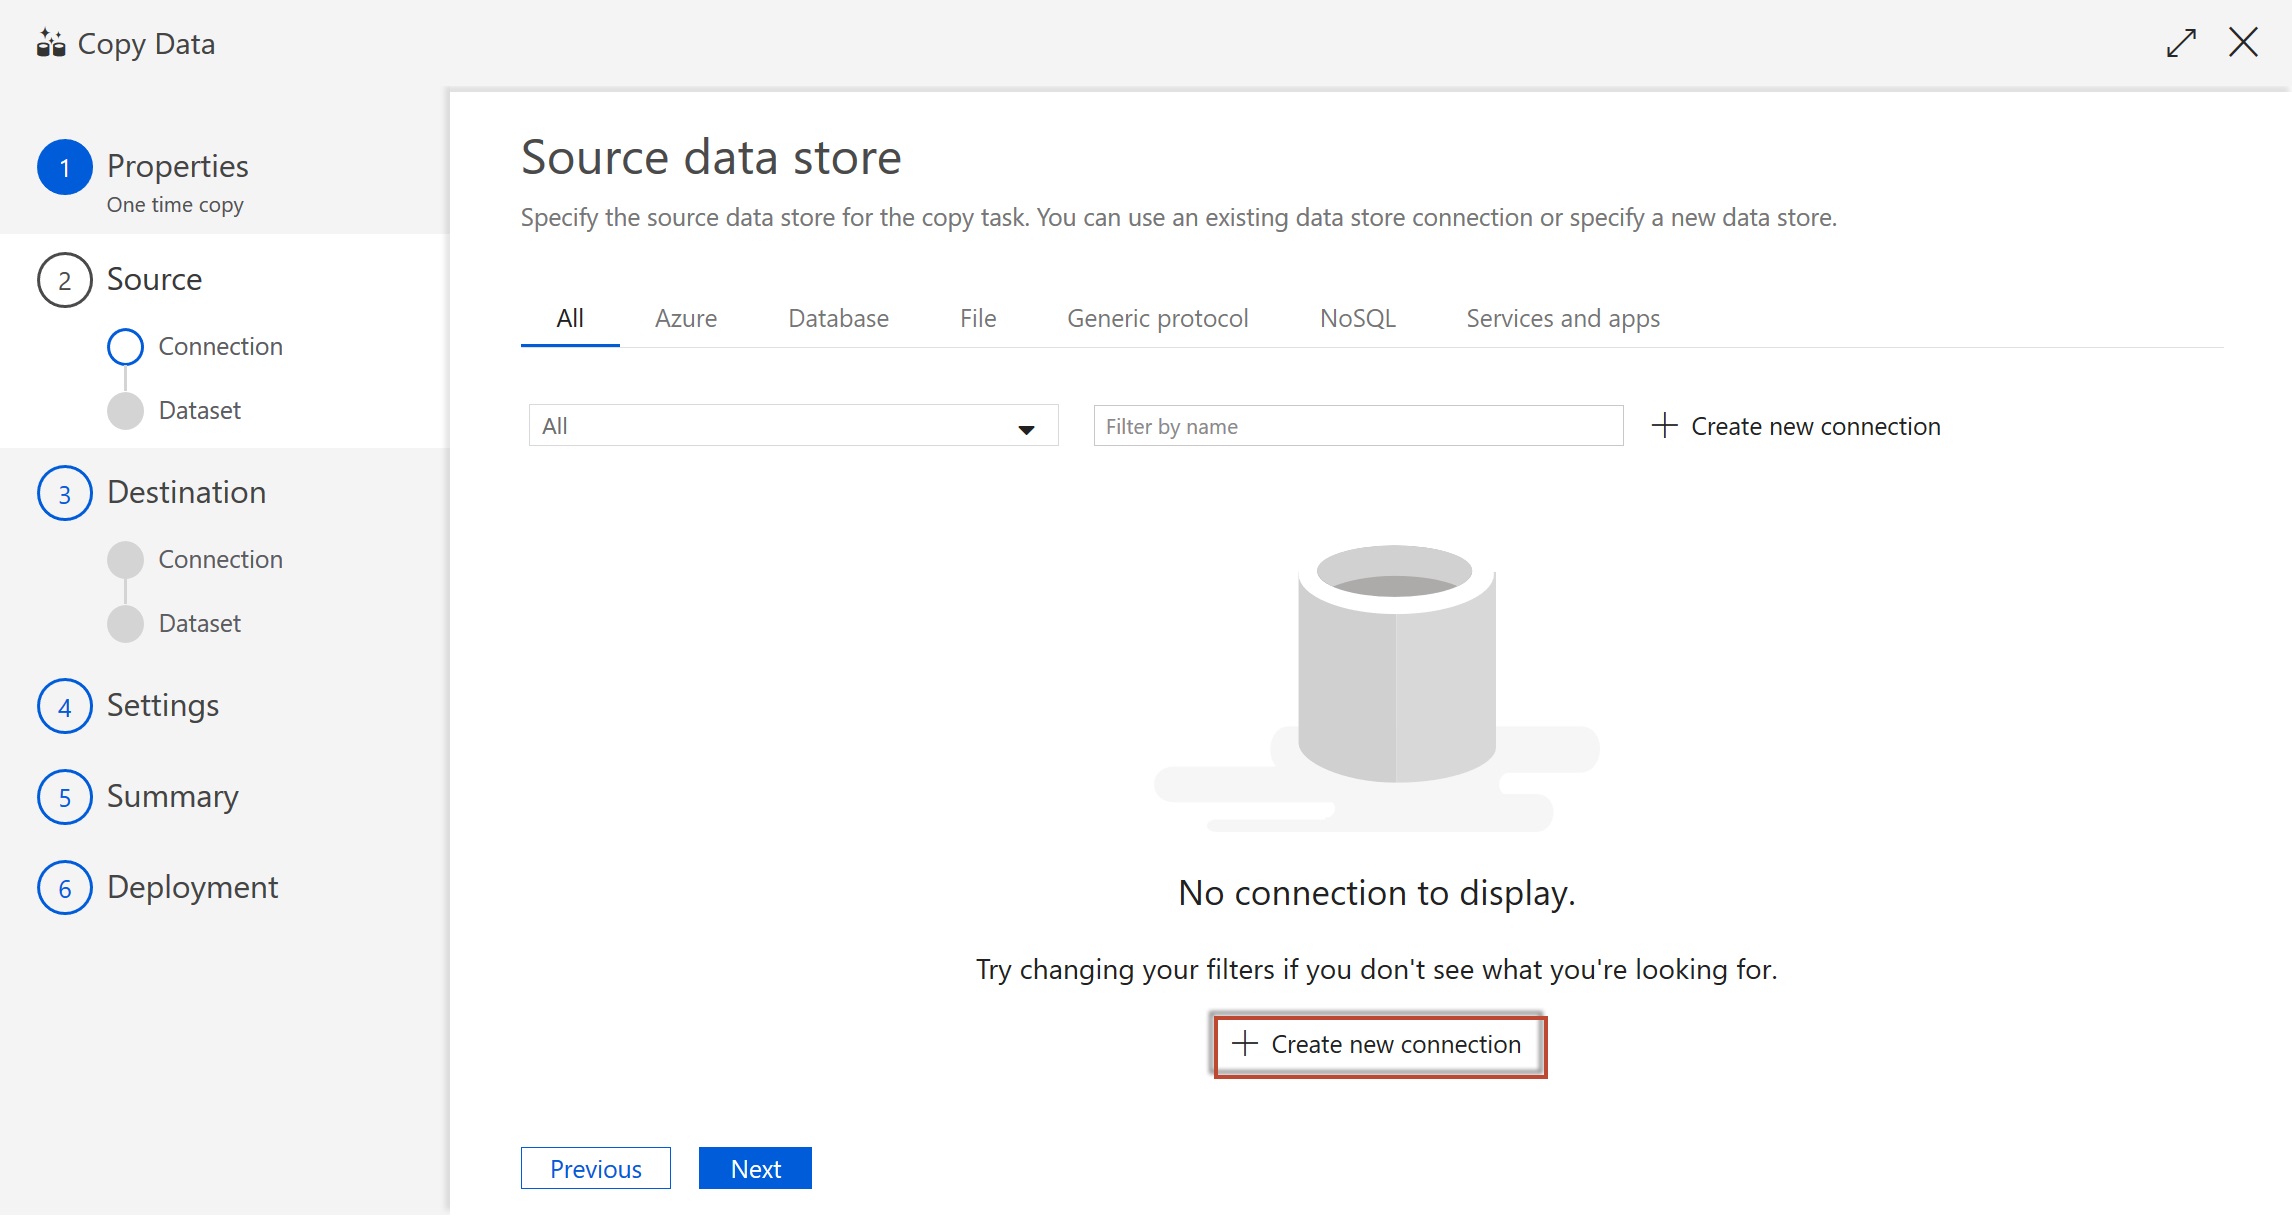 Copy Data
1 Properties
One time copy
2 Source
Connection
Dataset
3 Destination
Connection
Dataset
4 Settings
5 Summary
6 Deployment
Source data store
Specify the source data store for the copy task. You can use an existing data store connection or specify a new data store.
All Azure Database File Generic protocol NoSQL Services and apps
All Filter by name Create new connection
No connection to display.
Try changing your filters if you don't see what you're looking for.
Create new connection
Previous Next